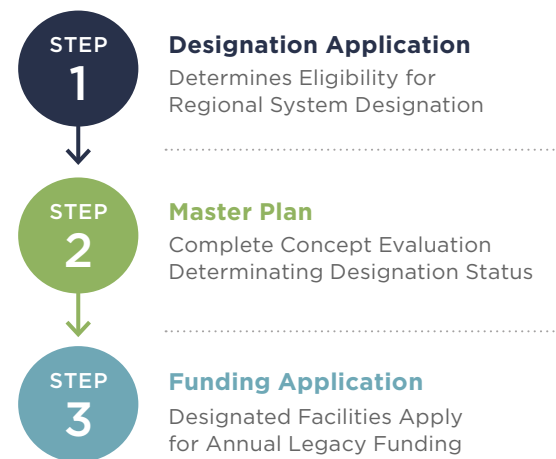 STEP
1
Designation Application
Determines Eligibility for
Regional System Designation
STEP
2
Master Plan
Complete Concept Evaluation
Determinating Designation Status
STEP
3
Funding Application
Designated Facilities Apply
for Annual Legacy Funding